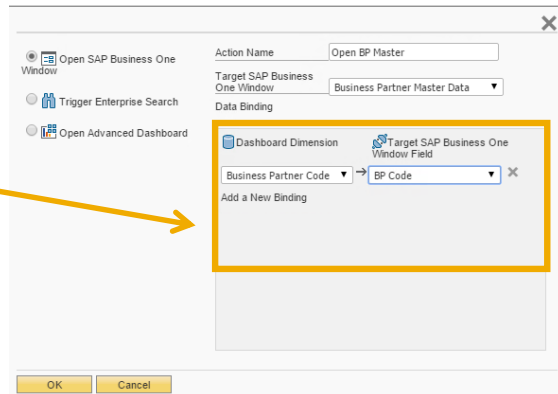 Open SAP Business One
Window
Trigger Enterprise Search
Open Advanced Dashboard
Action Name
Open BP Master
Target SAP Business
One Window
Business Partner Master Data
Data Binding
Dashboard Dimension
Target SAP Business One
Window Field
Business Partner Code
BP Code
Add a New Binding
OK
Cancel